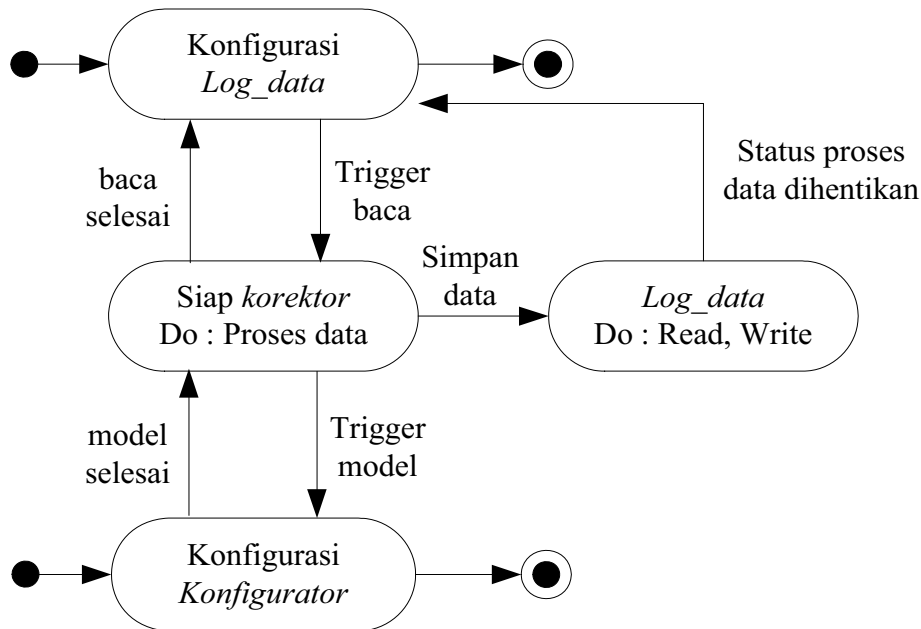 Konfigurasi
Log_data
baca
selesai
Trigger
baca
Status proses
data dihentikan
Siap korektor
Do : Proses data
Simpan
data
Log_data
Do : Read, Write
model
selesai
Trigger
model
Konfigurasi
Konfigurator